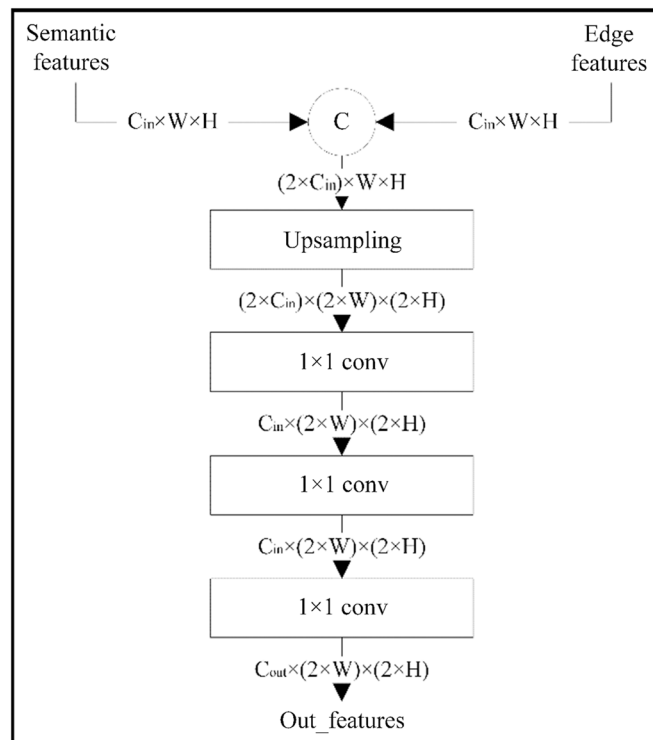 Semantic features
Edge features
Cin×W×H
C
Cin×W×H
(2×Cin)×W×H
Upsampling
(2×Cin)×(2×W)×(2×H)
1×1 conv
Cin×(2×W)×(2×H)
1×1 conv
Cin×(2×W)×(2×H)
1×1 conv
Cout×(2×W)×(2×H)
Out_features